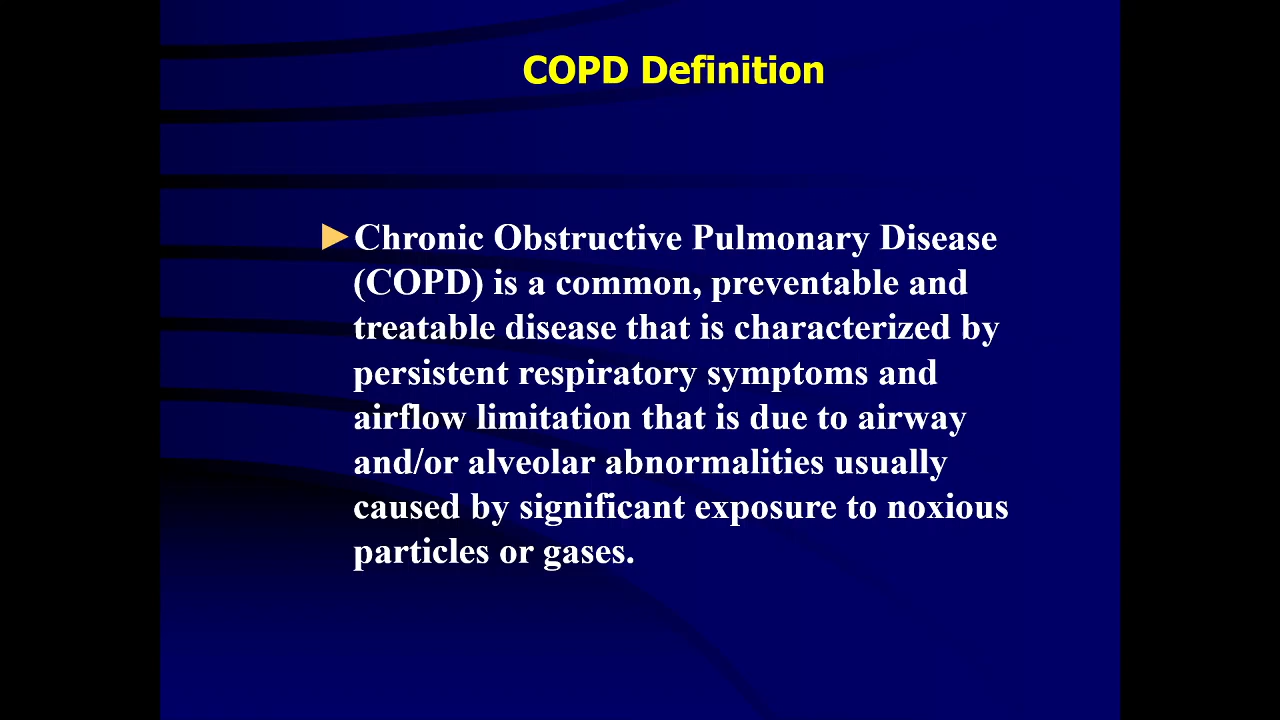 COPD Definition
►Chronic Obstructive Pulmonary Disease
(COPD) is a common, preventable and
treatable disease that is characterized by
persistent respiratory symptoms and
airflow limitation that is due to airway
and/or alveolar abnormalities usually
caused by significant exposure to noxious
particles or gases.